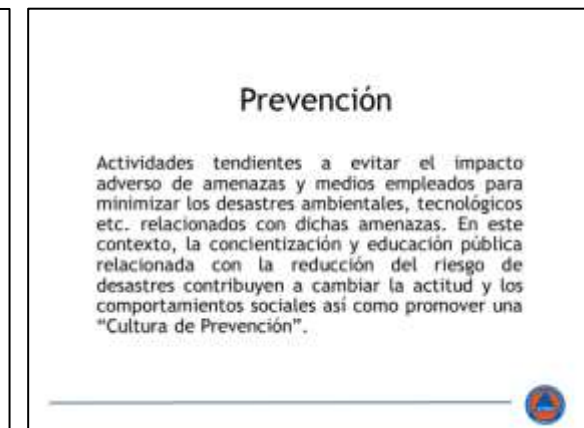 Prevención
Actividades tendientes a evitar el impacto
adverso de amenazas y medios empleados para
minimizar los desastres ambientales, tecnológicos
etc. relacionados con dichas amenazas. En este
contexto, la concientización y educación pública
relacionada con la reducción del riesgo de
desastres contribuyen a cambiar la actitud y los
comportamientos sociales así como promover una
“Cultura de Prevención”.